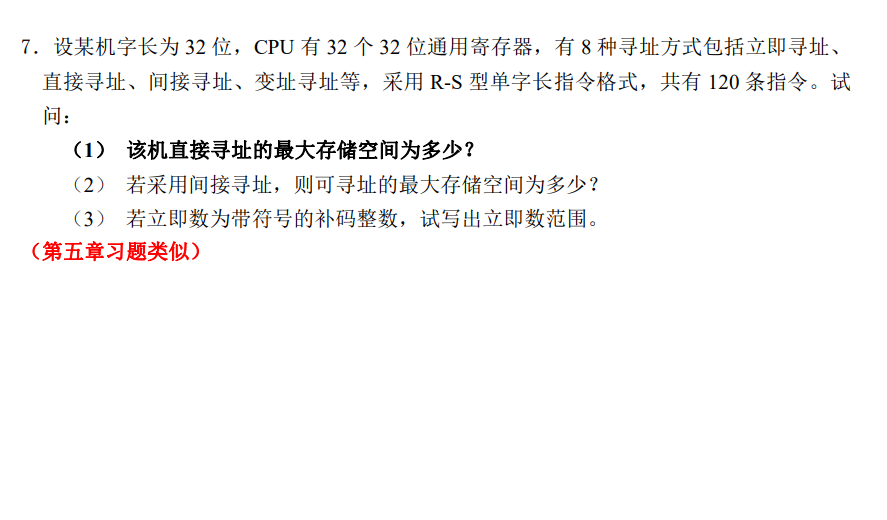 7．设某机字长为 32 位，CPU 有 32 个 32 位通用寄存器，有 8 种寻址方式包括立即寻址、
直接寻址、间接寻址、变址寻址等，采用 R-S 型单字长指令格式，共有 120 条指令。试
问：
（1） 该机直接寻址的最大存储空间为多少？
（2） 若采用间接寻址，则可寻址的最大存储空间为多少？
（3） 若立即数为带符号的补码整数，试写出立即数范围。
（第五章习题类似）